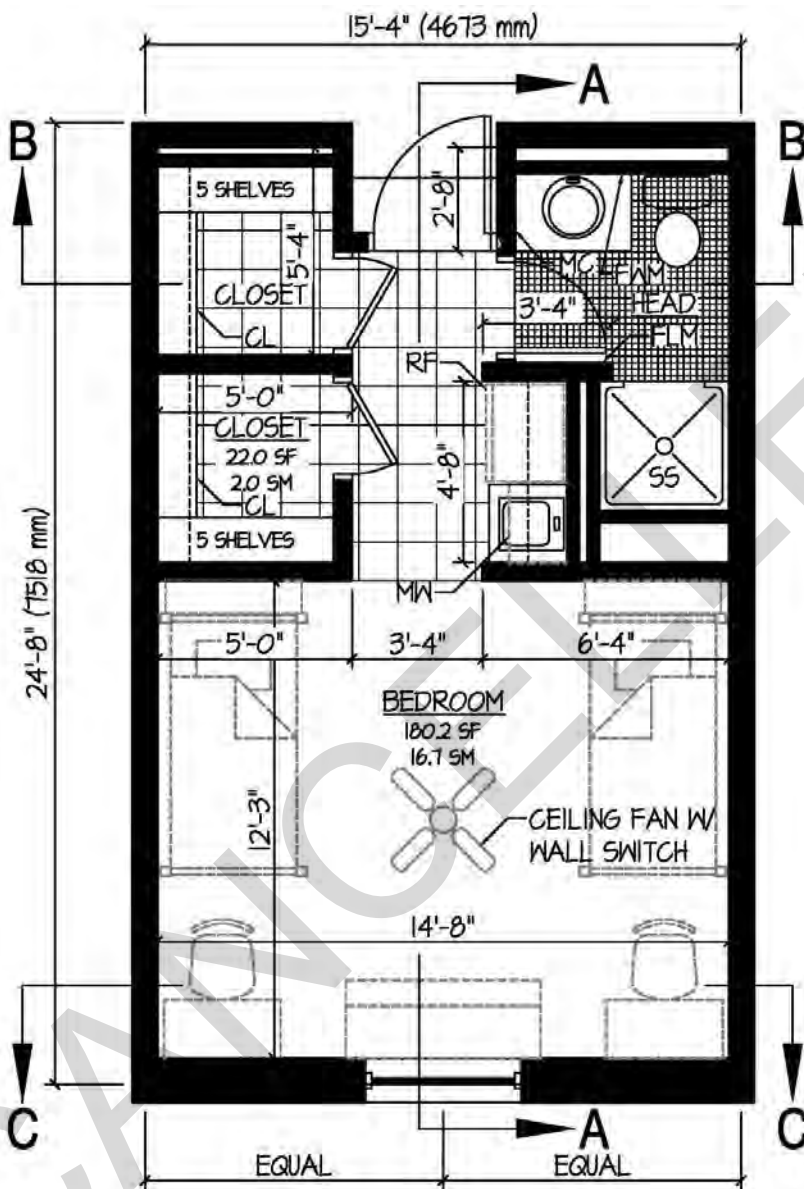 15'-4" (4673 mm)
A
B
B
5 SHELVES
2'-8"
5'-4"
CLOSET
CL
MCL
FWM
3'-4"
HEAD
FLM
RF
5'-0"
CLOSET
22.0 SF
2.0 SM
CL
4'-8"
SS
5 SHELVES
MW
24'-8" (7518 mm)
5'-0"
3'-4"
6'-4"
BEDROOM
180.2 SF
16.7 SM
12'-3"
CEILING FAN W/
WALL SWITCH
14'-8"
C
A
C
EQUAL
EQUAL